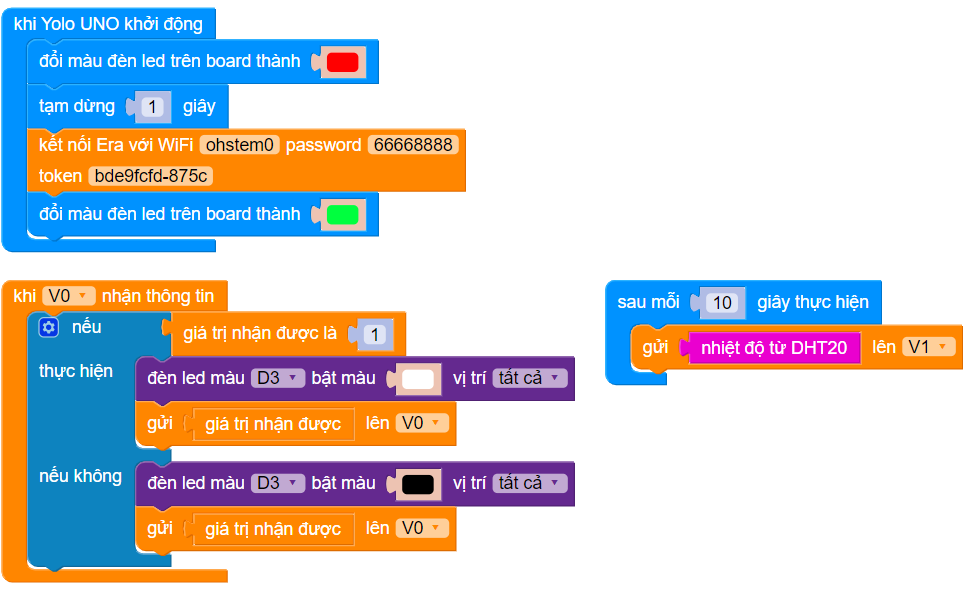 khi Yolo UNO khởi động
đổi màu đèn led trên board thành
tạm dừng 1 giây
kết nối Era với WiFi ohstem0 password 66668888
token bde9fcfd-875c
đổi màu đèn led trên board thành
khi V0 nhận thông tin
nếu giá trị nhận được là 1
thực hiện đèn led màu D3 bật màu vị trí tất cả
gửi giá trị nhận được lên V0
nếu không đèn led màu D3 bật màu vị trí tất cả
gửi giá trị nhận được lên V0
sau mỗi 10 giây thực hiện
gửi nhiệt độ từ DHT20 lên V1